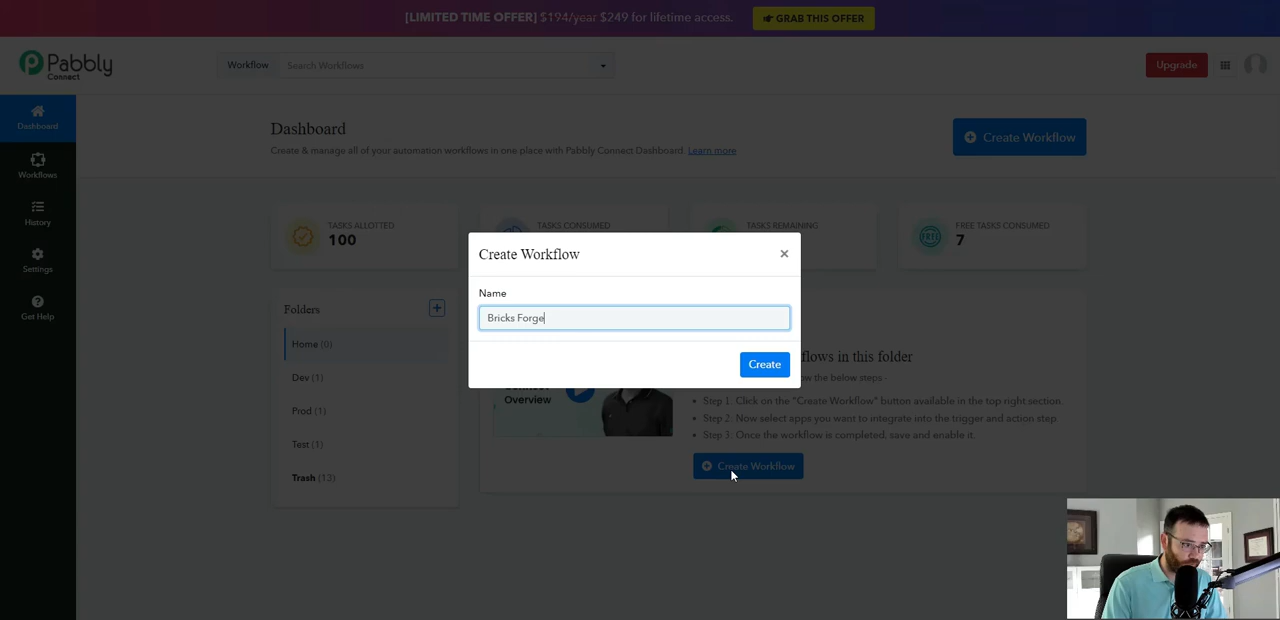 [LIMITED TIME OFFER] $194/year $249 for lifetime access.
GRAB THIS OFFER
Pabbly
Connect
Workflow
Search Workflows
Upgrade
Dashboard
Workflows
History
Settings
Get Help
Dashboard
Create & manage all of your automation workflows in one place with Pabbly Connect Dashboard. Learn more
Create Workflow
TASKS ALLOTTED
100
TASKS CONSUMED
TASKS REMAINING
FREE TASKS CONSUMED
7
Create Workflow
×
Name
Bricks Forge
Create
Folders
Home (0)
Dev (1)
Prod (1)
Test (1)
Trash (13)
Overview
flows in this folder
ow the below steps -
Step 1: Click on the "Create Workflow" button available in the top right section.
Step 2: Now select apps you want to integrate into the trigger and action step
Step 3: Once the workflow is completed, save and enable it.
Create Workflow